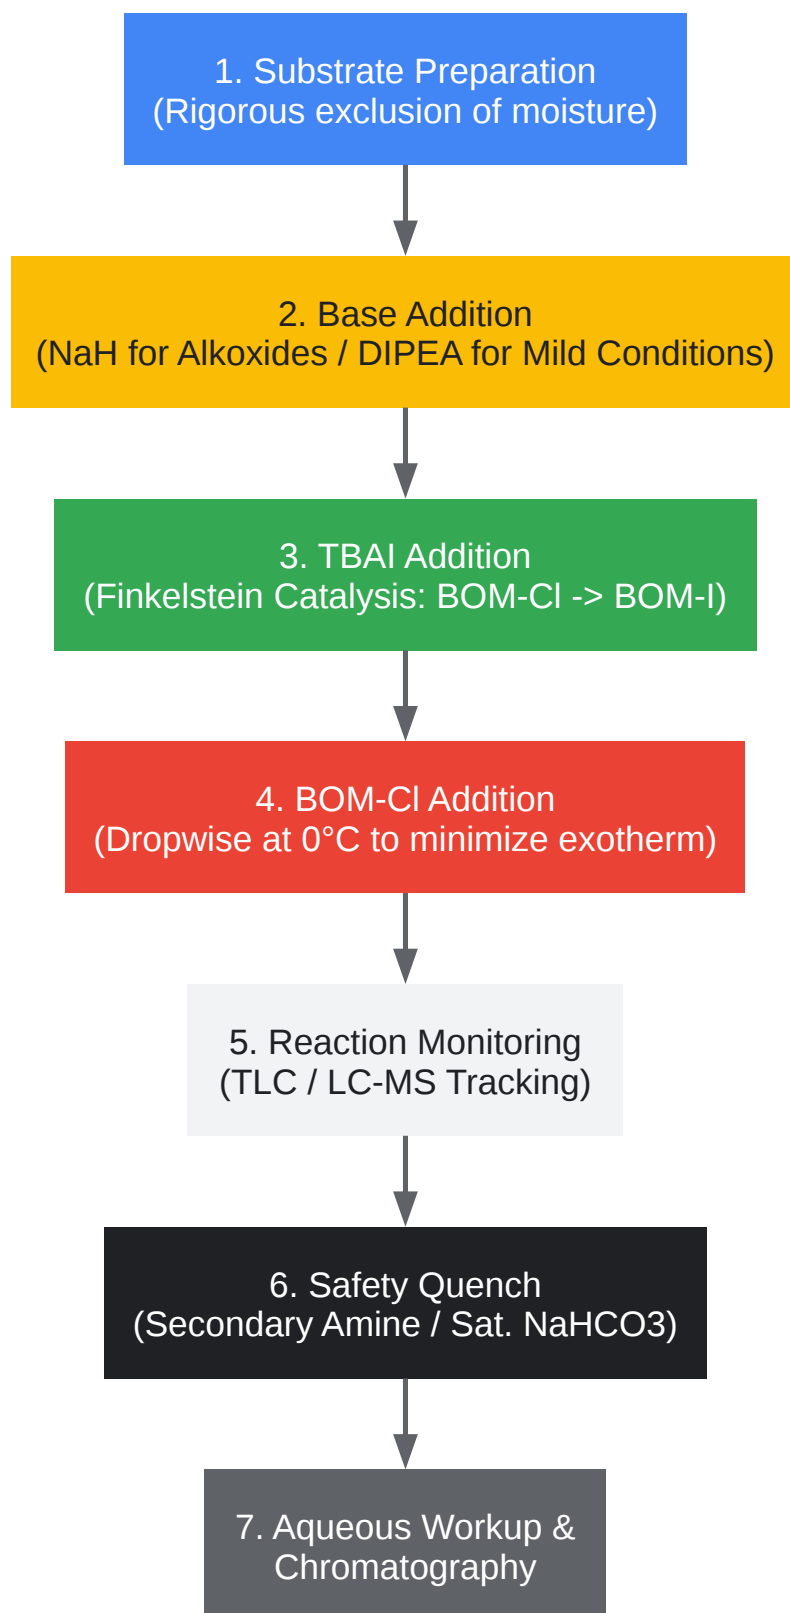 1. Substrate Preparation
(Rigorous exclusion of moisture)
2. Base Addition
(NaH for Alkoxides / DIPEA for Mild Conditions)
3. TBAI Addition
(Finkelstein Catalysis: BOM-Cl -> BOM-I)
4. BOM-Cl Addition
(Dropwise at 0°C to minimize exotherm)
5. Reaction Monitoring
(TLC / LC-MS Tracking)
6. Safety Quench
(Secondary Amine / Sat. NaHCO3)
7. Aqueous Workup &
Chromatography